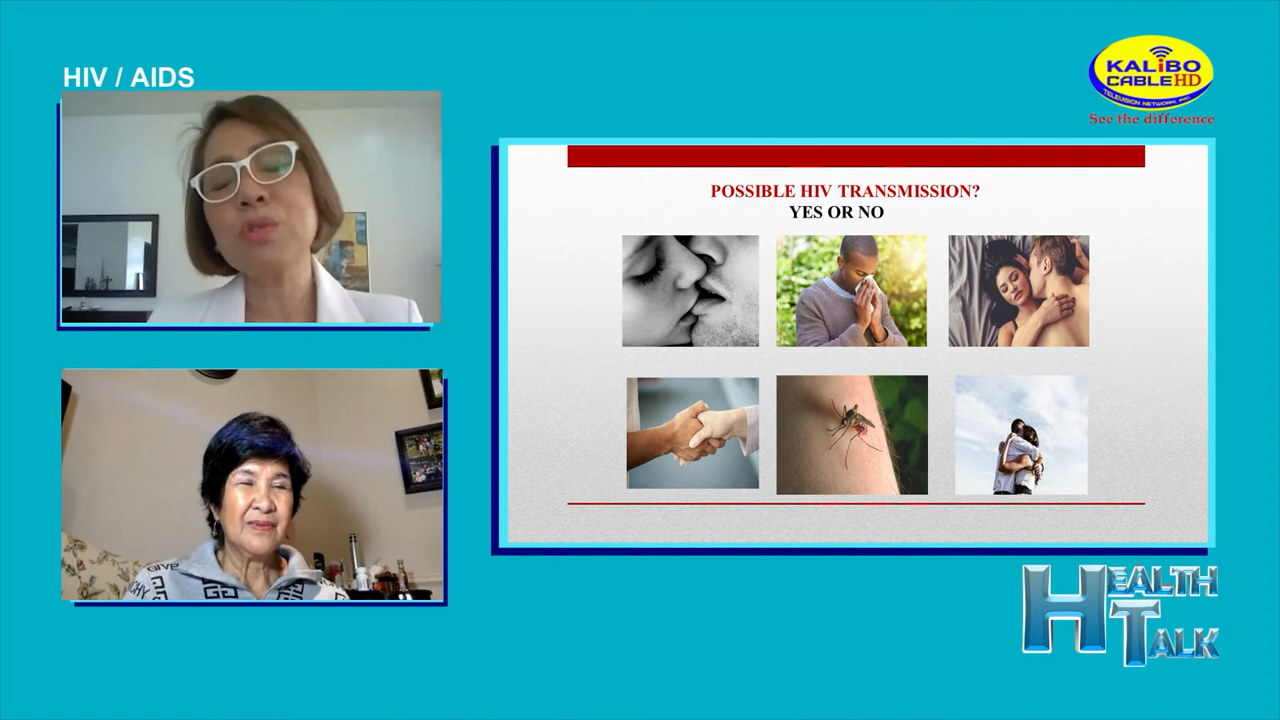 HIV / AIDS
KALiBO
CABLE HD
TELEVISION NETWORK, INC.
See the difference
POSSIBLE HIV TRANSMISSION?
YES OR NO
GIVE
HEALTH
TALK